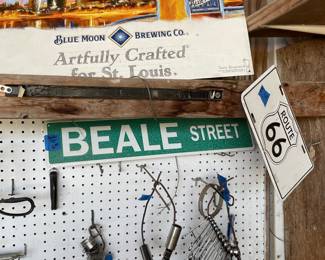 BLUE MOON BREWING CO.
Artfully Crafted
for St. Louis.
BEALE STREET
ROUTE
66